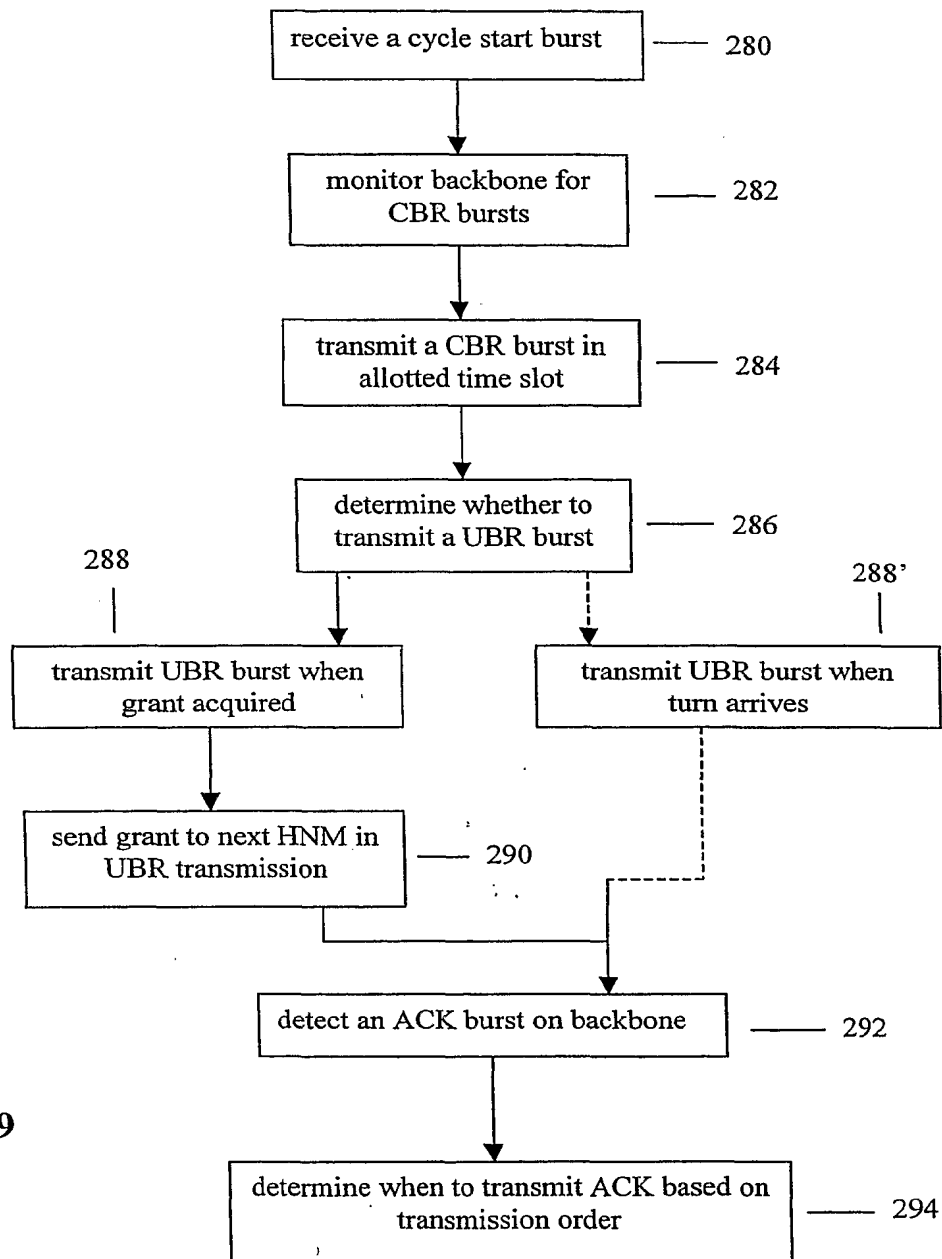 receive a cycle start burst
280
monitor backbone for
CBR bursts
282
transmit a CBR burst in
allotted time slot
284
determine whether to
transmit a UBR burst
286
288
288’
transmit UBR burst when
grant acquired
transmit UBR burst when
turn arrives
send grant to next HNM in
UBR transmission
290
detect an ACK burst on backbone
292
9
determine when to transmit ACK based on
transmission order
294